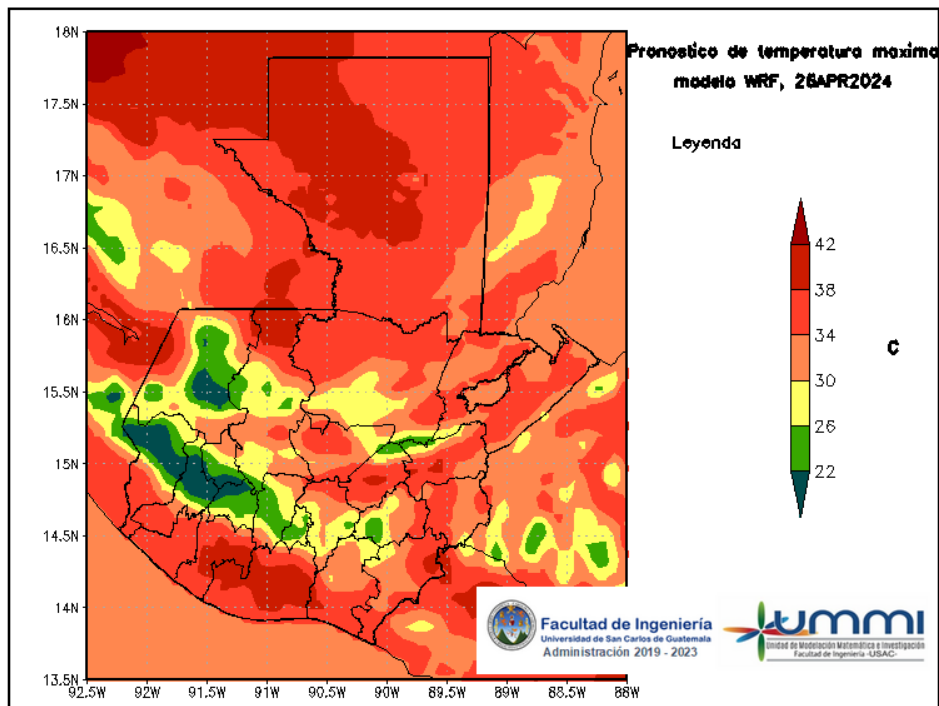 18N
17.5N
17N
16.5N
16N
15.5N
15N
14.5N
14N
13.5N
92.5W
92W
91.5W
91W
90.5W
90W
89.5W
89W
88.5W
88W
Pronostico de temperatura maxima
modelo WRF, 26APR2024
Leyenda
42
38
34
30
26
22
C
Facultad de Ingeniería
Universidad de San Carlos de Guatemala
Administración 2019 - 2023
ummi
Unidad de Modelación Matemática e Investigación
Facultad de Ingeniería -USAC-